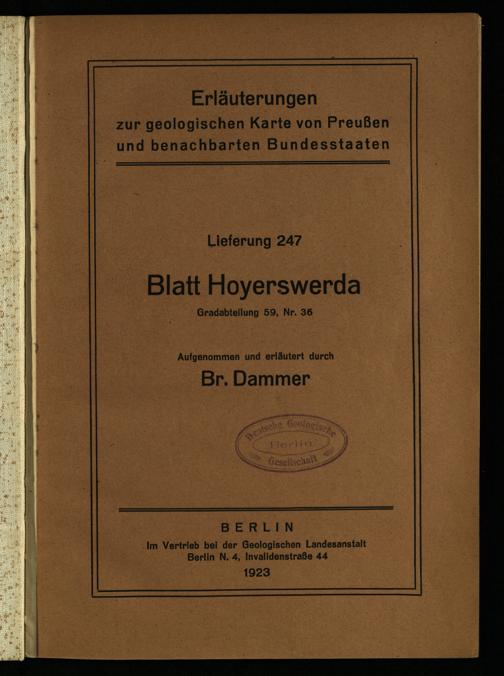 Erläuterungen
zur geologischen Karte von Preußen
und benachbarten Bundesstaaten
Lieferung 247
Blatt Hoyerswerda
Gradabteilung 59, Nr. 36
Aufgenommen und erläutert durch
Br. Dammer
Deutsche Geologische
Berlin
Gesellschaft
BERLIN
Im Vertrieb bei der Geologischen Landesanstalt
Berlin N. 4, Invalidenstraße 44
1923